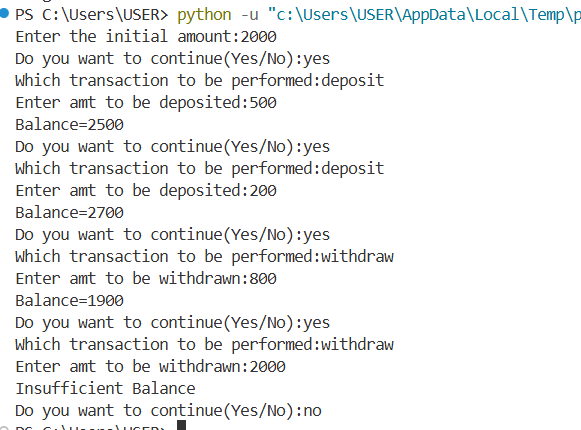 PS C:\Users\USER> python -u "c:\Users\USER\AppData\Local\Temp\p
Enter the initial amount:2000
Do you want to continue(Yes/No):yes
Which transaction to be performed:deposit
Enter amt to be deposited:500
Balance=2500
Do you want to continue(Yes/No):yes
Which transaction to be performed:deposit
Enter amt to be deposited:200
Balance=2700
Do you want to continue(Yes/No):yes
Which transaction to be performed:withdraw
Enter amt to be withdrawn:800
Balance=1900
Do you want to continue(Yes/No):yes
Which transaction to be performed:withdraw
Enter amt to be withdrawn:2000
Insufficient Balance
Do you want to continue(Yes/No):no
PS C:\Users\USER>